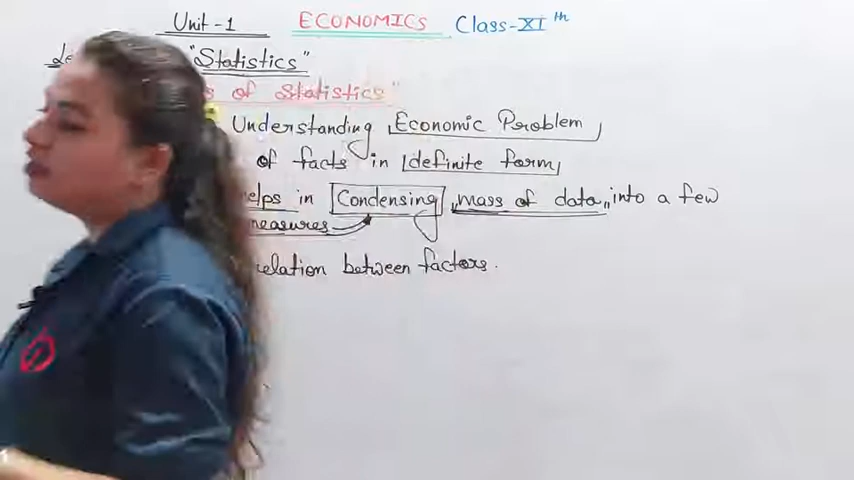 Unit-1 ECONOMICS Class-XI th
"Statistics"
of Statistics"
Understanding Economic Problem
of facts in definite form
in Condensing mass of data,, into a few
measures
relation between factors.